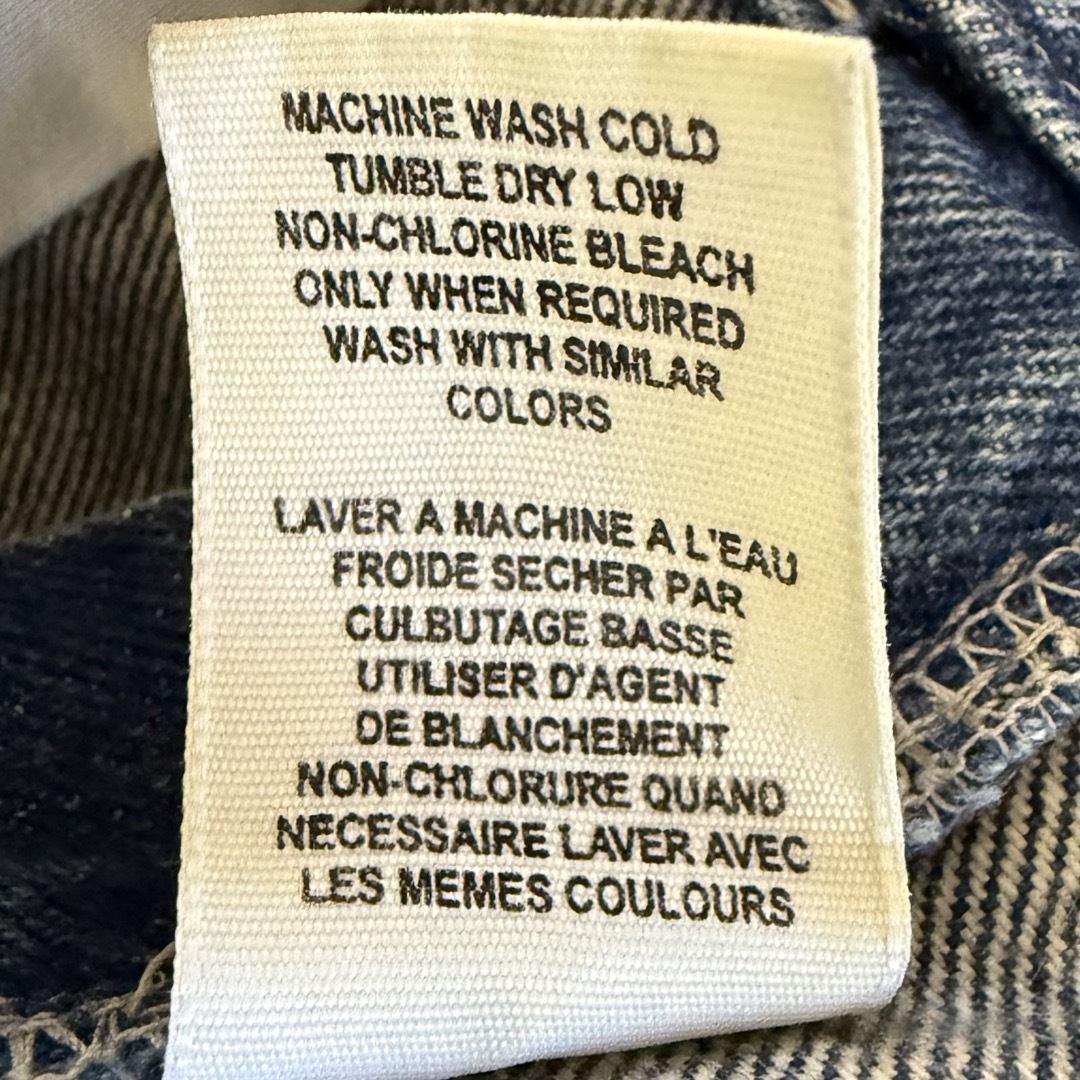 MACHINE WASH COLD
TUMBLE DRY LOW
NON-CHLORINE BLEACH
ONLY WHEN REQUIRED
WASH WITH SIMILAR
COLORS
LAVER A MACHINE A L'EAU
FROIDE SECHER PAR
CULBUTAGE BASSE
UTILISER D'AGENT
DE BLANCHEMENT
NON-CHLORURE QUAND
NECESSAIRE LAVER AVEC
LES MEMES COULOURS